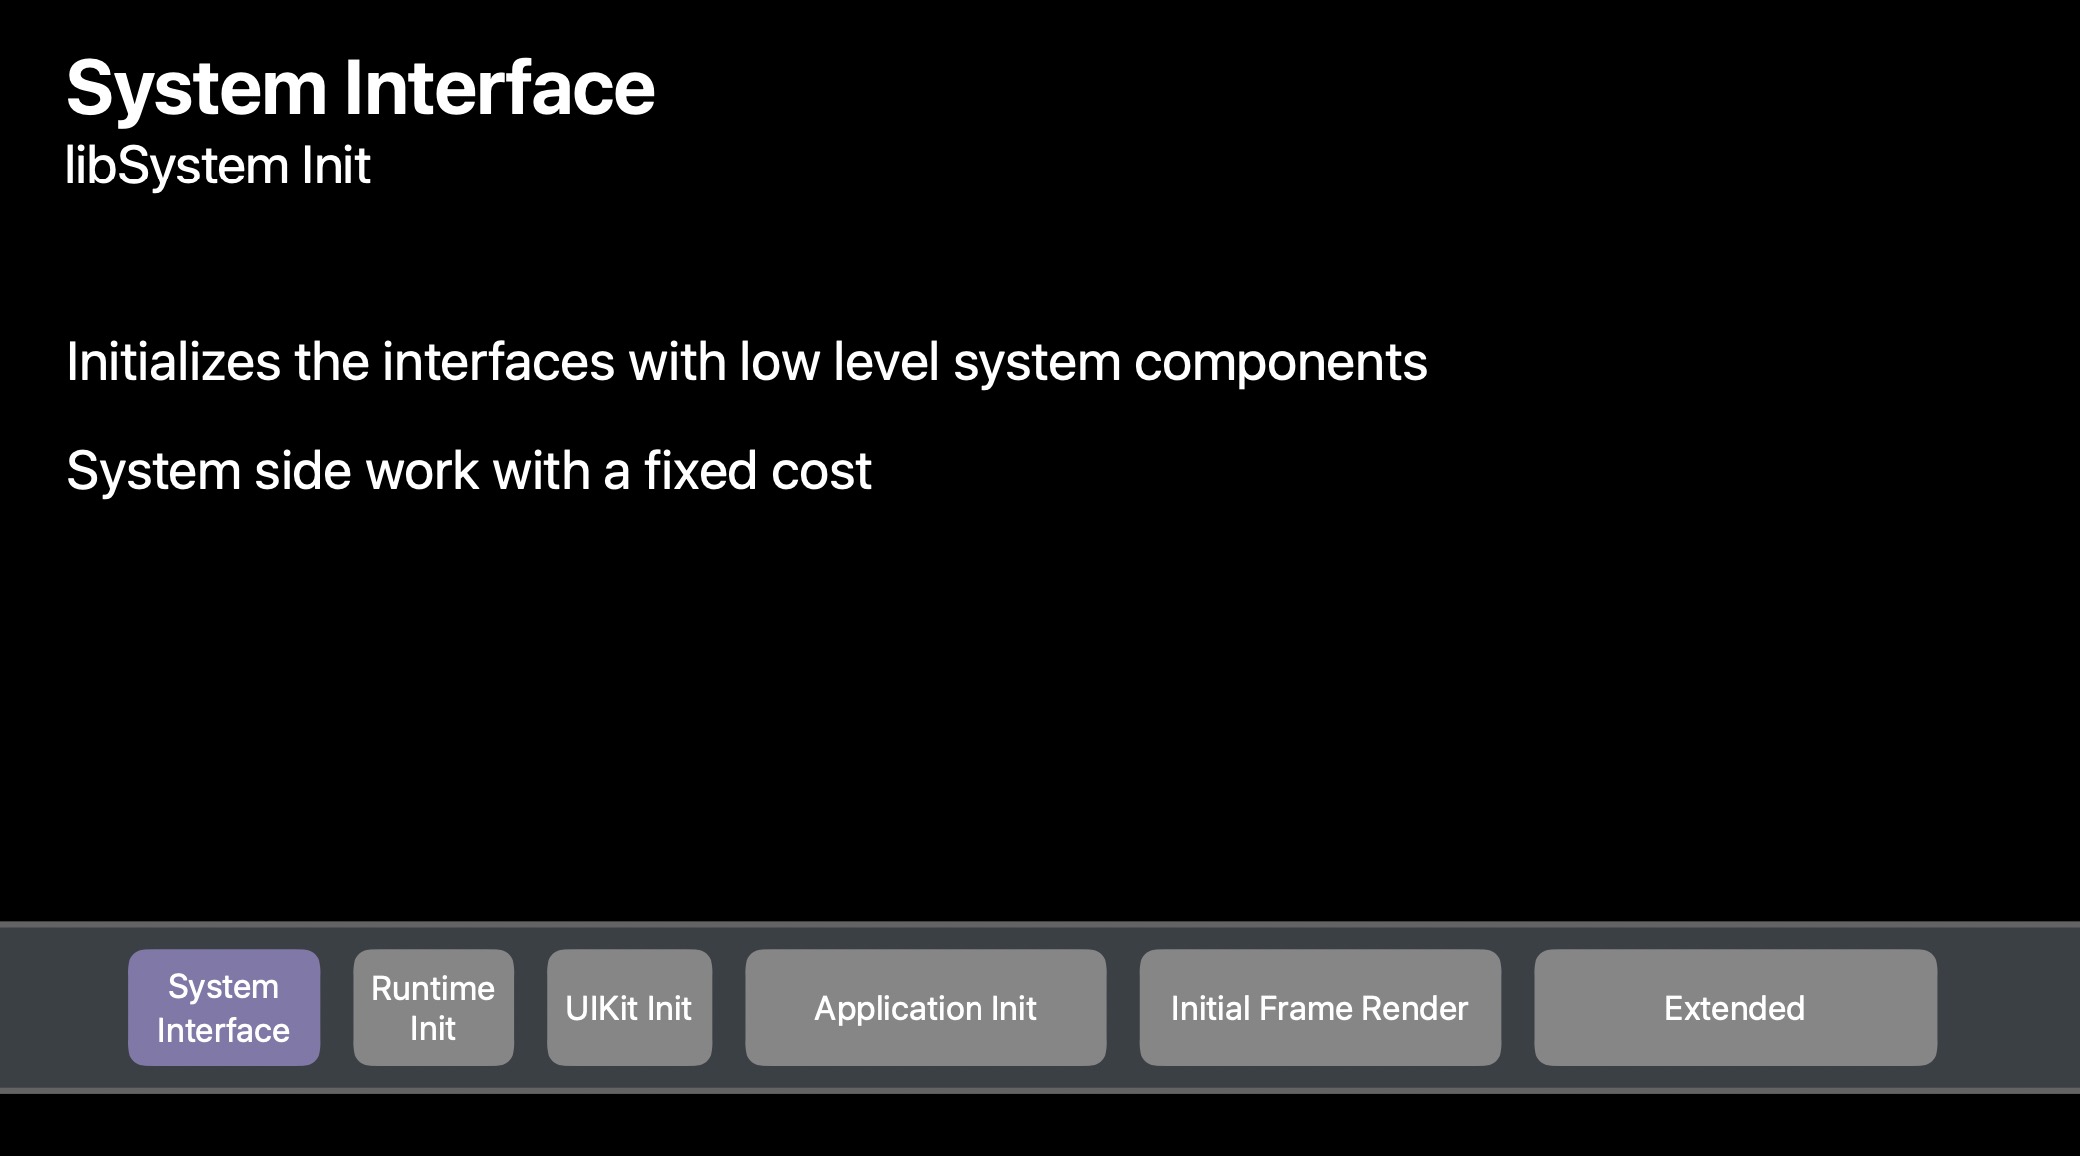 System Interface
libSystem Init
Initializes the interfaces with low level system components
System side work with a fixed cost
System
Interface
Runtime
Init
UIKit Init
Application Init
Initial Frame Render
Extended